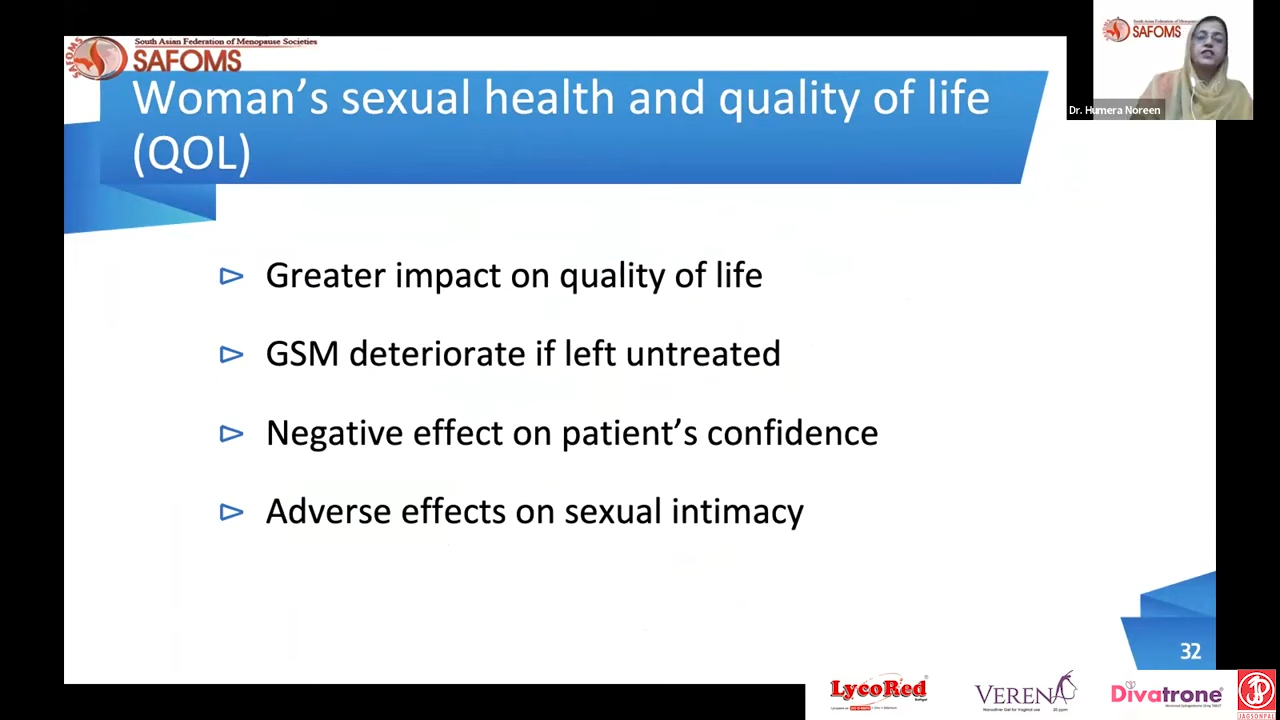 South Asian Federation of Menopause Societies
SAFOMS
SAFOMS
SAFOMS
Dr. Humera Noreen
Woman’s sexual health and quality of life
(QOL)
Greater impact on quality of life
GSM deteriorate if left untreated
Negative effect on patient’s confidence
Adverse effects on sexual intimacy
32
LycoRed
VERENA
Divatrone
JAGSONPAL